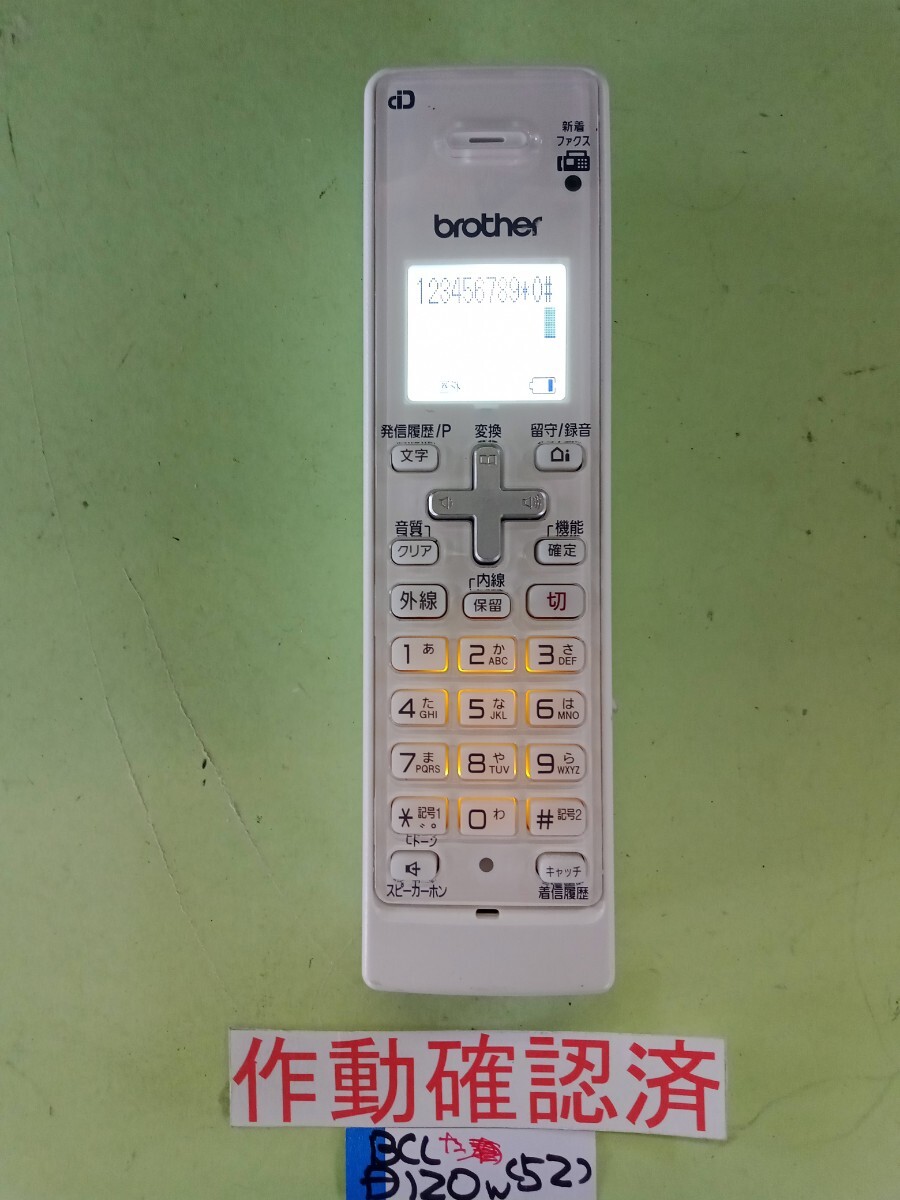 新着
ファクス
brother
123456789*0#
発信履歴/P 変換 留守/録音
文字
音質 機能
クリア 確定
内線
外線 保留 切
1 あ 2 か ABC 3 さ DEF
4 た GHI 5 な JKL 6 は MNO
7 ま PQRS 8 や TUV 9 ら WXYZ
* 記号1 ゛゜ 0 わ # 記号2
キャッチ
スピーカーホン 着信履歴
作動確認済
BCL
D120W(52)